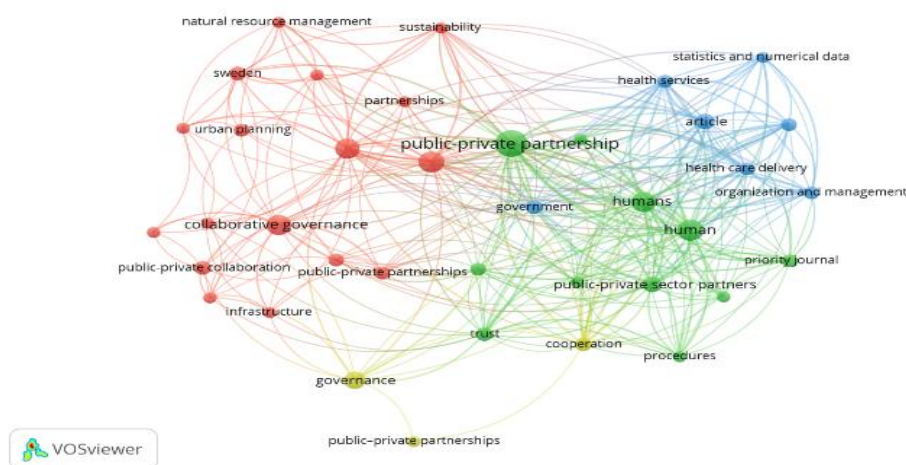 natural resource management
sustainability
statistics and numerical data
sweden
health services
partnerships
article
urban planning
public-private partnership
health care delivery
organization and management
government
humans
collaborative governance
human
priority journal
public-private collaboration
public-private partnerships
public-private sector partners
infrastructure
trust
cooperation
procedures
governance
public–private partnerships
VOSviewer